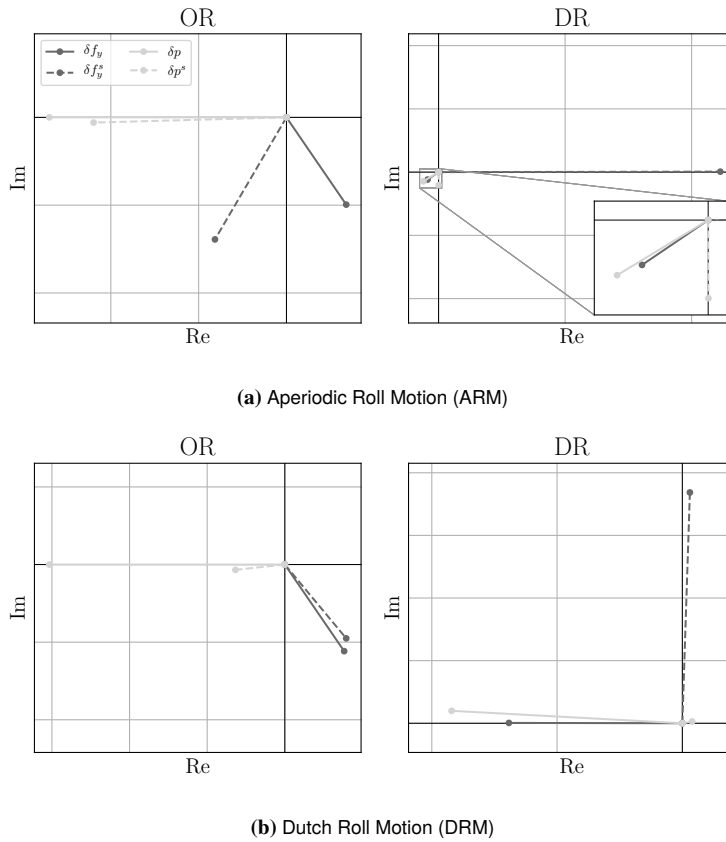 OR
DR
δf_y
δp
δf_y^s
δp^s
Im
Im
Re
Re
(a) Aperiodic Roll Motion (ARM)
OR
DR
Im
Im
Re
Re
(b) Dutch Roll Motion (DRM)